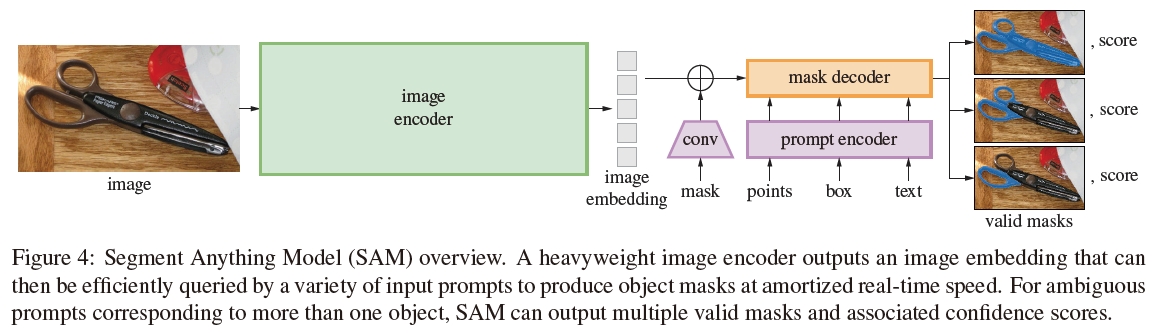 image
image
encoder
image
embedding
conv
mask
mask decoder
prompt encoder
points
box
text
, score
, score
, score
valid masks
Figure 4: Segment Anything Model (SAM) overview. A heavyweight image encoder outputs an image embedding that can
then be efficiently queried by a variety of input prompts to produce object masks at amortized real-time speed. For ambiguous
prompts corresponding to more than one object, SAM can output multiple valid masks and associated confidence scores.